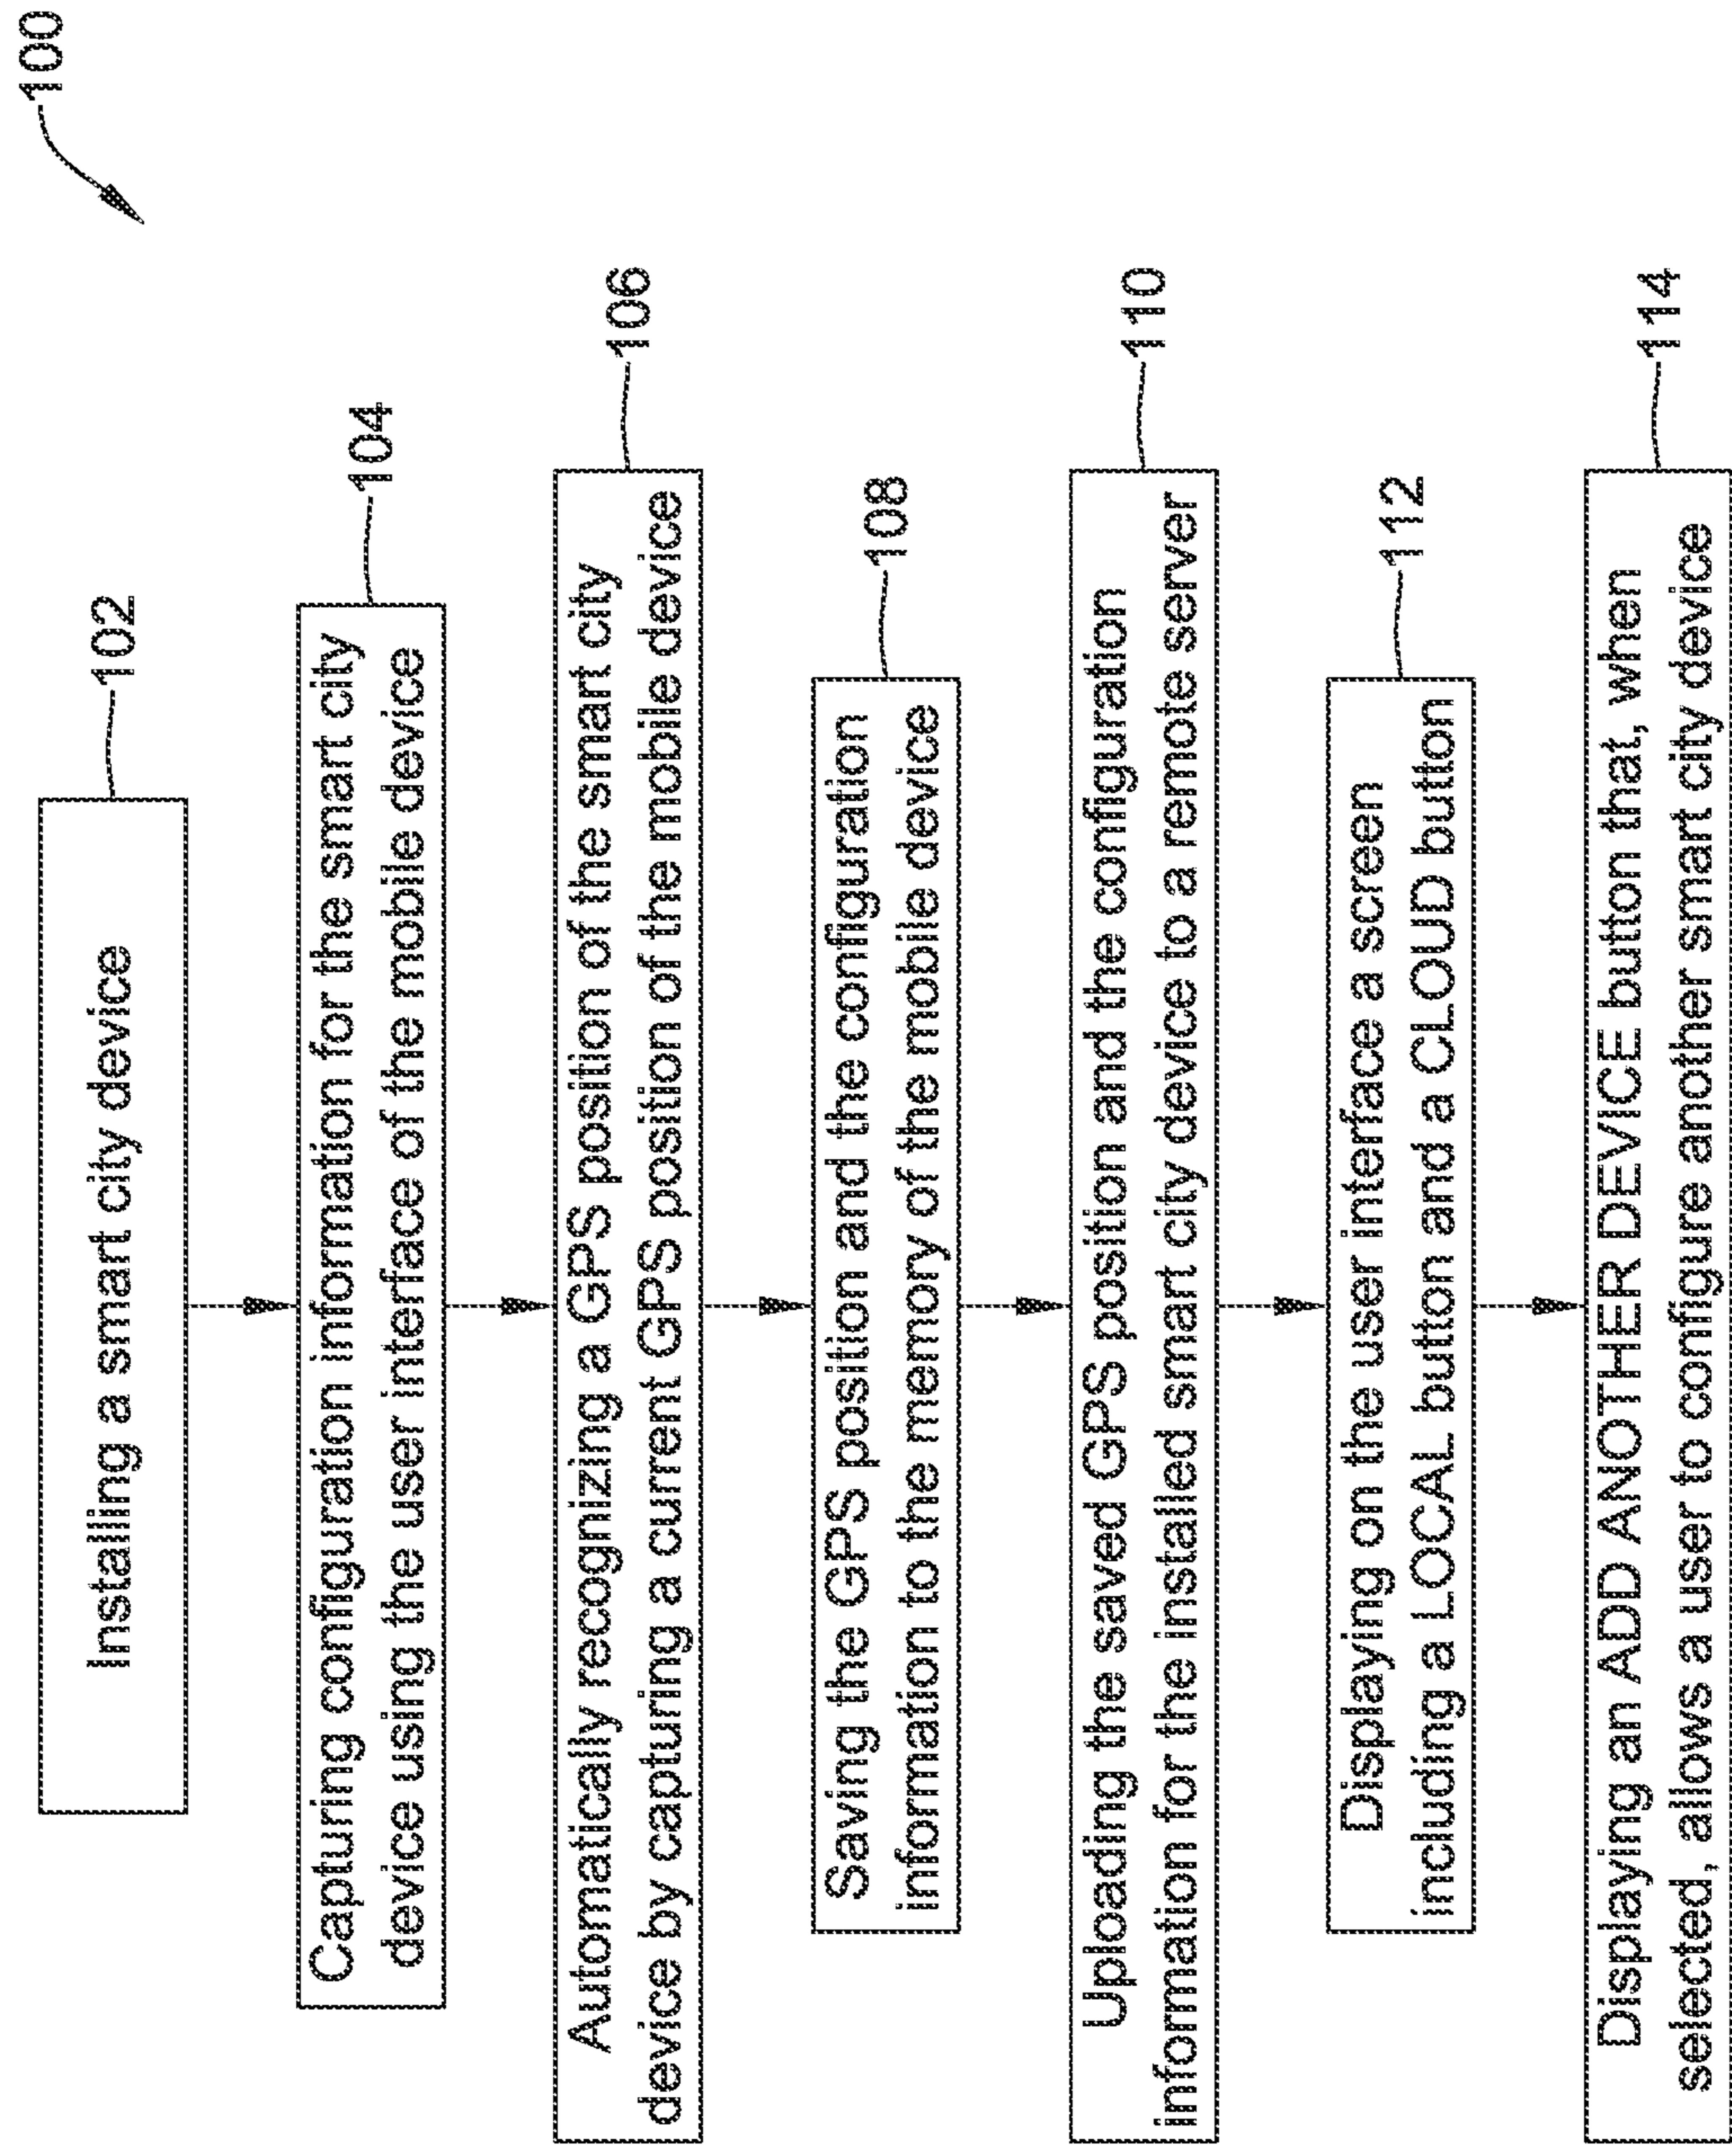 100
Installing a smart city device
102
Capturing configuration information for the smart city
device using the user interface of the mobile device
104
Automatically recognizing a GPS position of the smart city
device by capturing a current GPS position of the mobile device
106
Saving the GPS position and the configuration
information to the memory of the mobile device
108
Uploading the saved GPS position and the configuration
information for the installed smart city device to a remote server
110
Displaying on the user interface a screen
including a LOCAL button and a CLOUD button
112
Displaying an ADD ANOTHER DEVICE button that, when
selected, allows a user to configure another smart city device
114